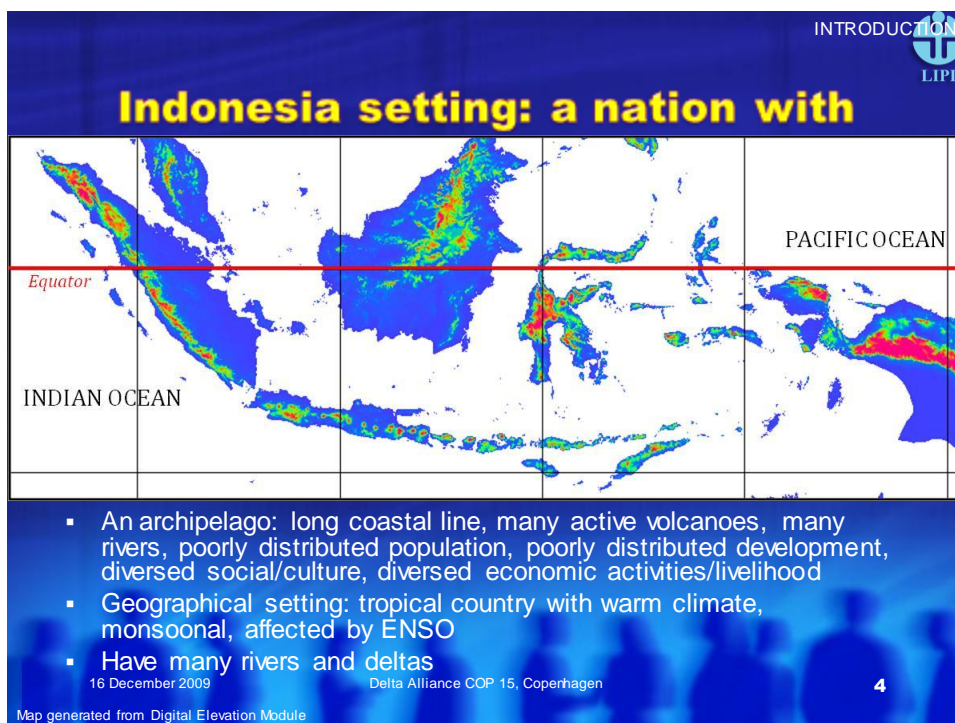 INTRODUCTION
LIPI
Indonesia setting: a nation with
PACIFIC OCEAN
Equator
INDIAN OCEAN
▪ An archipelago: long coastal line, many active volcanoes, many
rivers, poorly distributed population, poorly distributed development,
diversed social/culture, diversed economic activities/livelihood
▪ Geographical setting: tropical country with warm climate,
monsoonal, affected by ENSO
▪ Have many rivers and deltas
16 December 2009 Delta Alliance COP 15, Copenhagen 4
Map generated from Digital Elevation Module